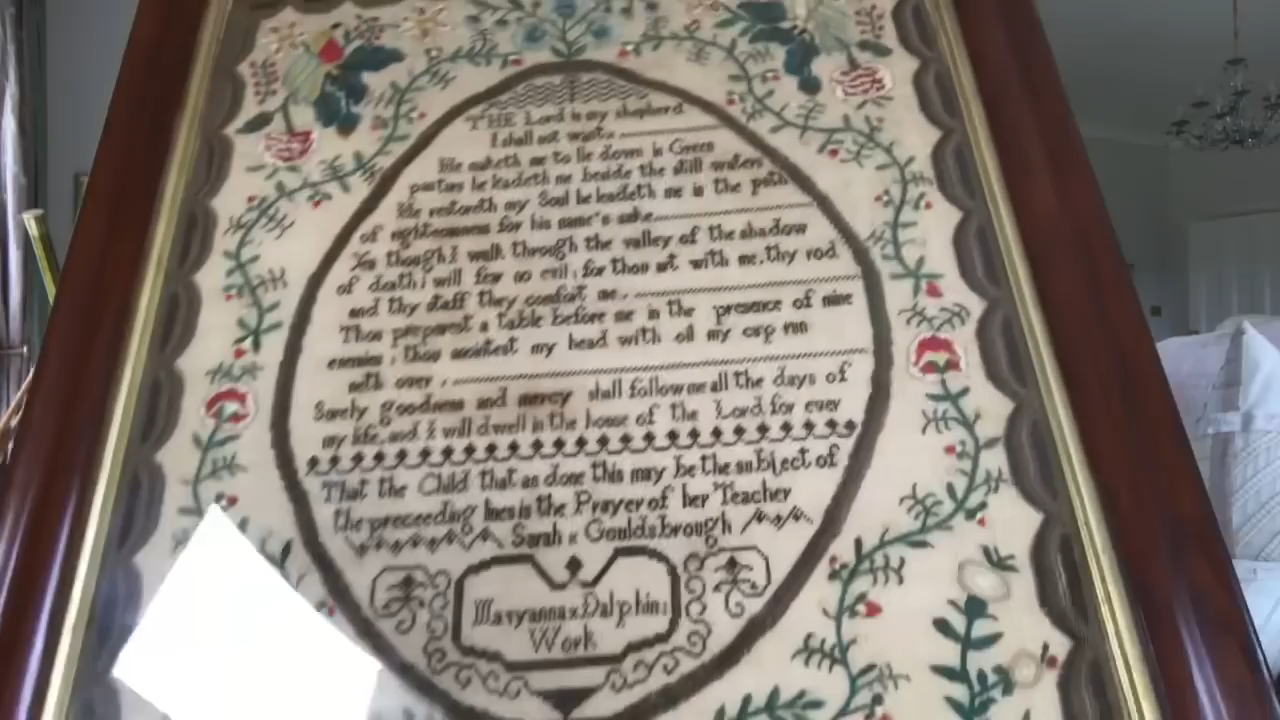 THE Lord is my shepherd
I shall not want
He maketh me to lie down in Green
pastures he leadeth me beside the still waters
He restoreth my Soul he leadeth me in the path
of righteousness for his name's sake
Yea though I walk through the valley of the shadow
of death i will fear no evil, for thou art with me, thy rod
and thy staff they comfort me,
Thou preparest a table before me in the presence of mine
enemies, thou anointest my head with oil my cup run
neth over,
Surely goodness and mercy shall follow me all the days of
my life, and I will dwell in the house of the Lord for ever
That the Child that as done this may be the subject of
the preceeding lines is the Prayer of her Teacher
Sarah x Gouldsbrough
Maryanna x Dalphin:
Work